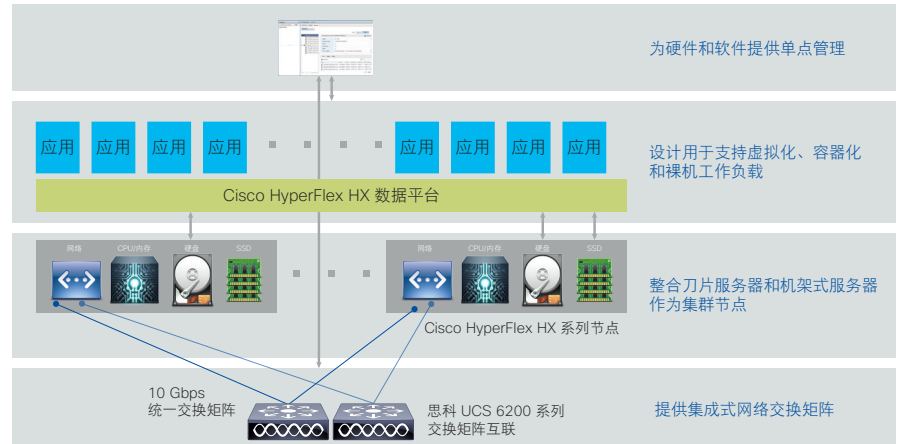 为硬件和软件提供单点管理
应用 应用 应用 应用 应用 应用 应用 应用
设计用于支持虚拟化、容器化
和裸机工作负载
Cisco HyperFlex HX 数据平台
网络 CPU/内存 硬盘 SSD 网络 CPU/内存 硬盘 SSD
整合刀片服务器和机架式服务器
作为集群节点
Cisco HyperFlex HX 系列节点
10 Gbps
统一交换矩阵
思科 UCS 6200 系列
交换矩阵互联
提供集成式网络交换矩阵